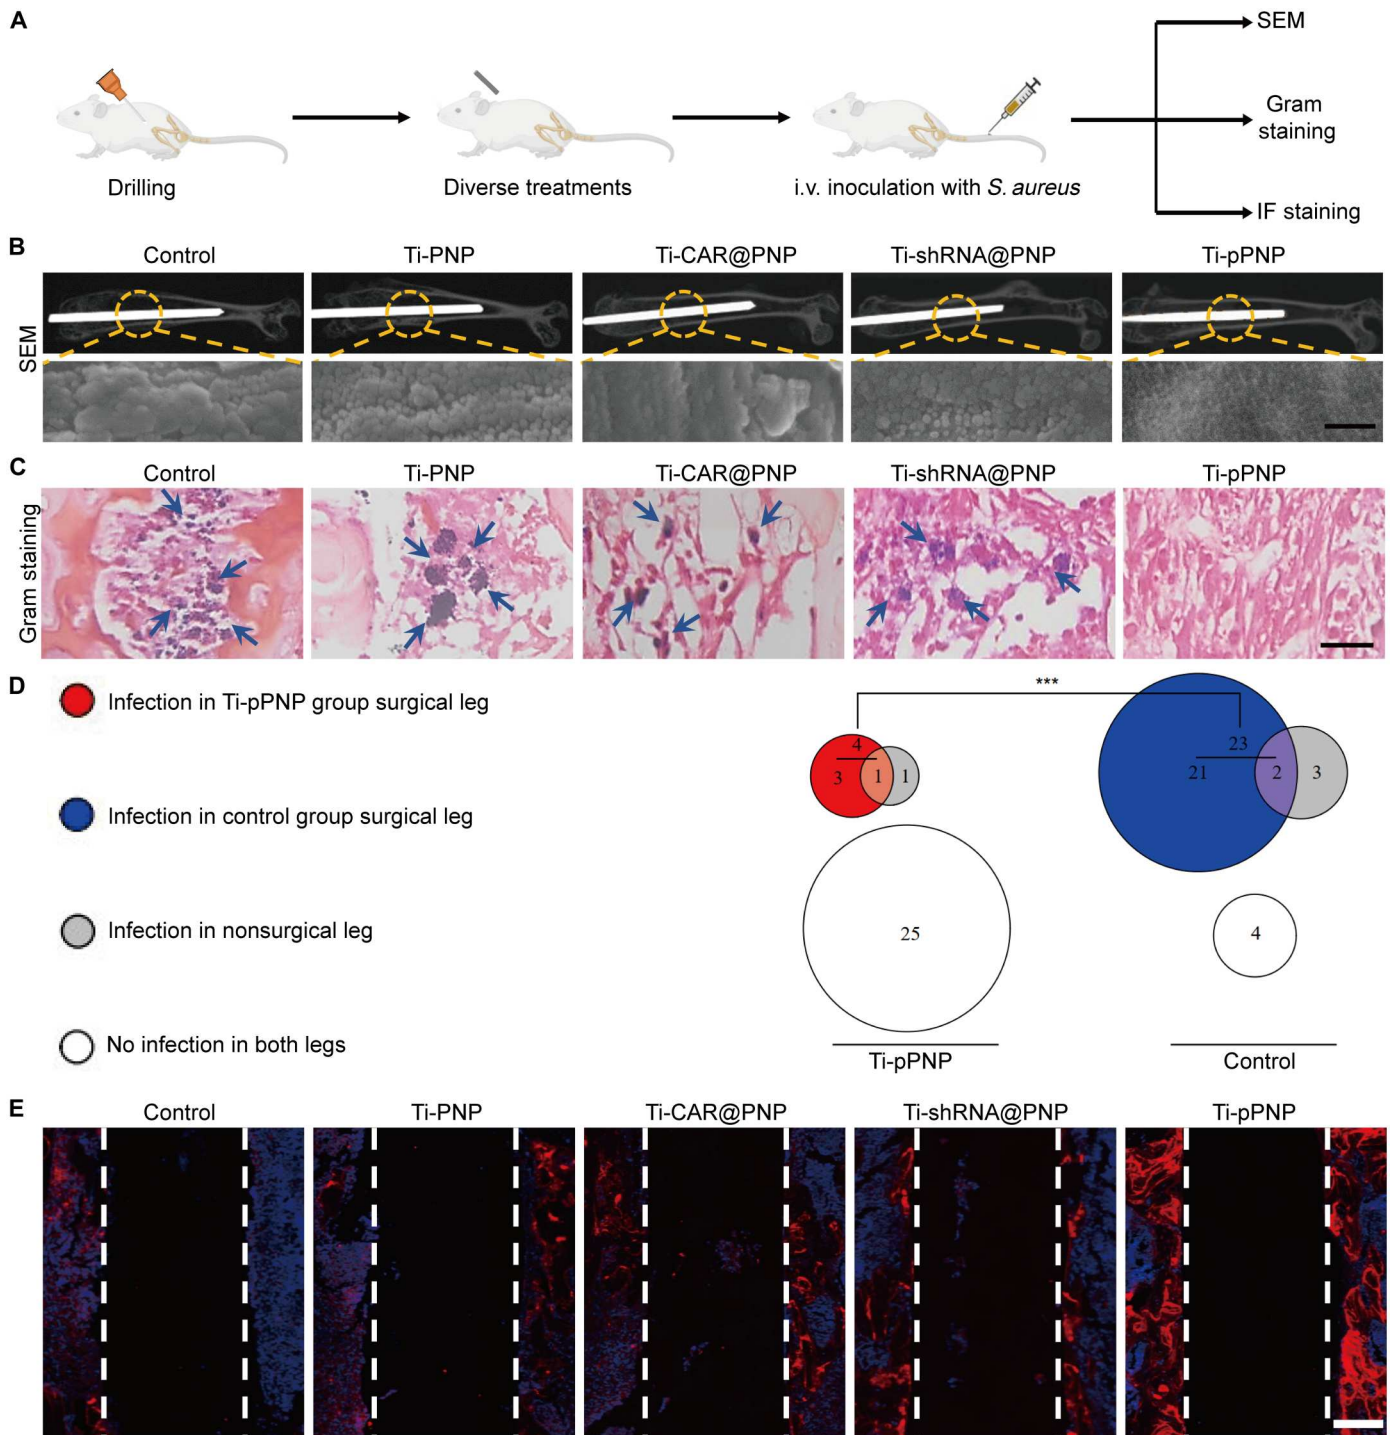 A
SEM
Gram
staining
IF staining
Drilling
Diverse treatments
i.v. inoculation with S. aureus
B
Control
Ti-PNP
Ti-CAR@PNP
Ti-shRNA@PNP
Ti-pPNP
SEM
C
Control
Ti-PNP
Ti-CAR@PNP
Ti-shRNA@PNP
Ti-pPNP
Gram staining
D
Infection in Ti-pPNP group surgical leg
Infection in control group surgical leg
Infection in nonsurgical leg
No infection in both legs
***
4
3
1
1
23
21
2
3
25
4
Ti-pPNP
Control
E
Control
Ti-PNP
Ti-CAR@PNP
Ti-shRNA@PNP
Ti-pPNP